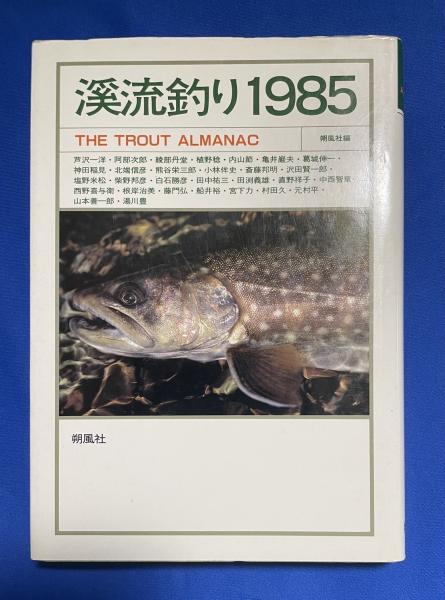 溪流釣り1985
THE TROUT ALMANAC
朔風社編
芦沢一洋・阿部次郎・綾部丹堂・植野稔・内山節・亀井巌夫・葛城伸一・
神田稲見・北端信彦・熊谷栄三郎・小林伴史・斎藤邦明・沢田賢一郎・
塩野米松・柴野邦彦・白石勝彦・田中祐三・田渕義雄・直野祥子・中西智章・
西野喜与衛・根岸治美・藤門弘・船井裕・宮下力・村田久・元村平・
山本善一郎・湯川豊
朔風社